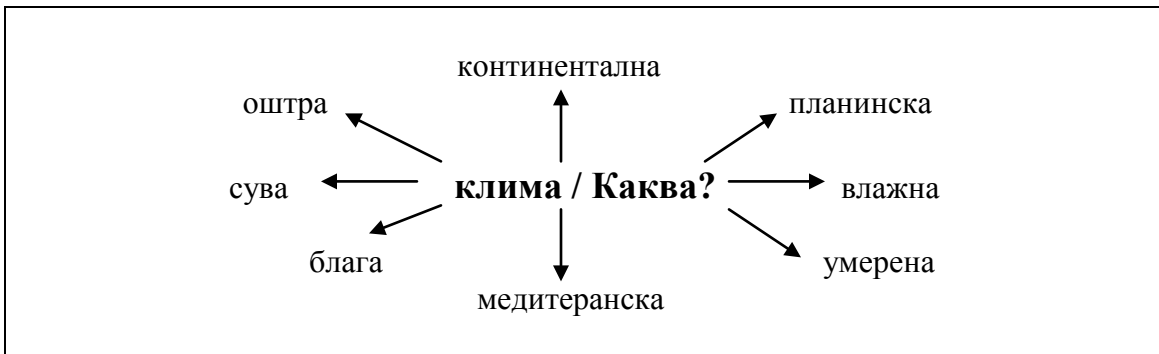 континентална
оштра
планинска
сува
клима / Каква?
влажна
блага
умерена
медитеранска